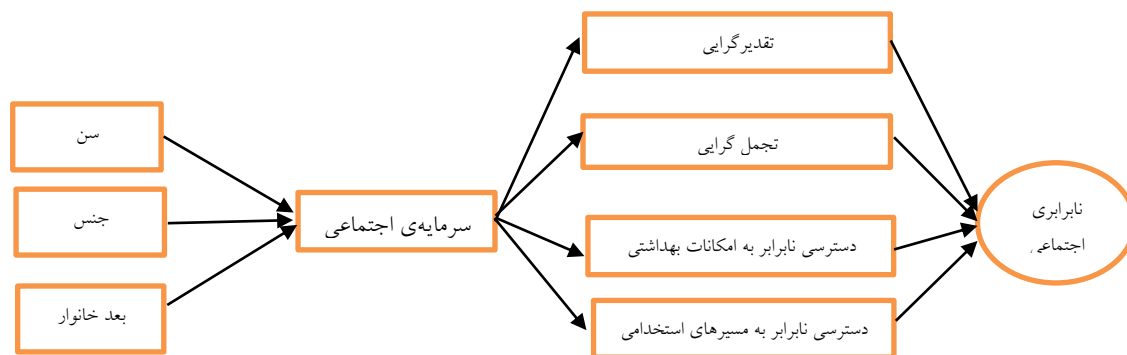 تقدیرگرایی
سن
تجمل گرایی
جنس
سرمایه‌ی اجتماعی
نابرابری
اجتماعی
دسترسی نابرابر به امکانات بهداشتی
بعد خانوار
دسترسی نابرابر به مسیرهای استخدامی